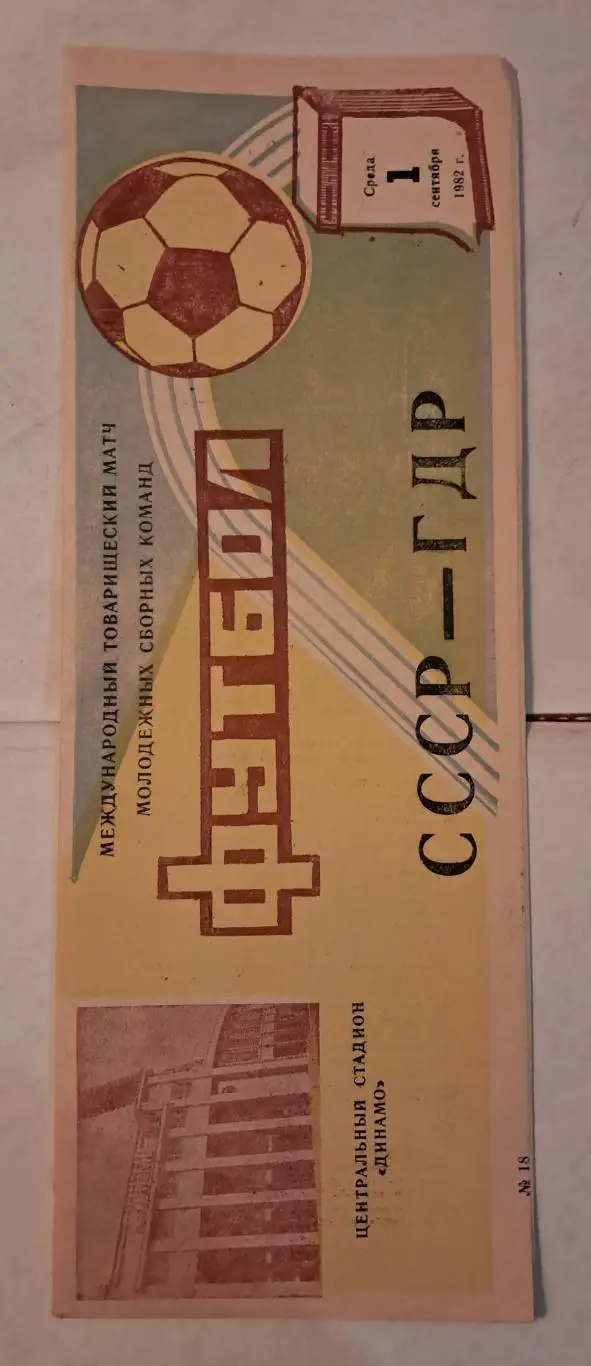 МЕЖДУНАРОДНЫЙ ТОВАРИЩЕСКИЙ МАТЧ
МОЛОДЕЖНЫХ СБОРНЫХ КОМАНД
ФУТБОЛ
Среда
1
сентября
1982 г.
ЦЕНТРАЛЬНЫЙ СТАДИОН
«ДИНАМО»
СССР—ГДР
№ 18